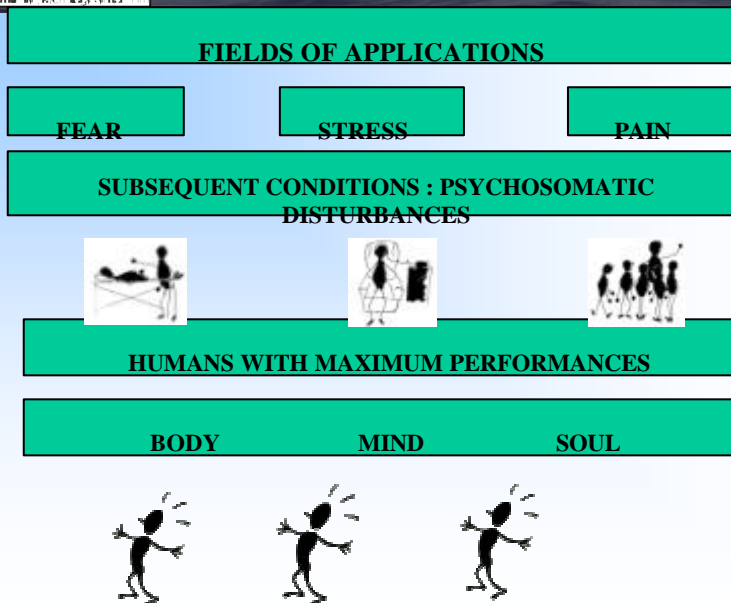 FIELDS OF APPLICATIONS
FEAR STRESS PAIN
SUBSEQUENT CONDITIONS : PSYCHOSOMATIC
DISTURBANCES
HUMANS WITH MAXIMUM PERFORMANCES
BODY MIND SOUL